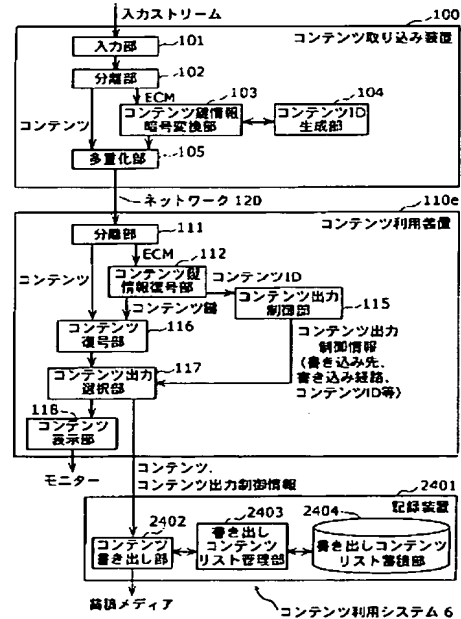 入力ストリーム
100
コンテンツ取り込み装置
入力部
101
分離部
102
ECM
103
104
コンテンツ
コンテンツ鍵情報
暗号変換部
コンテンツID
生成部
多重化部
105
ネットワーク 120
110e
コンテンツ利用装置
分離部
111
ECM
112
コンテンツ
コンテンツ鍵
情報復号部
コンテンツID
コンテンツ鍵
コンテンツ出力
制御部
115
116
コンテンツ
復号部
コンテンツ出力
制御情報
(書き込み先、
書き込み経路、
コンテンツID等)
117
コンテンツ出力
選択部
118
コンテンツ
表示部
モニター
コンテンツ、
コンテンツ出力制御情報
2401
記録装置
2402
2403
2404
コンテンツ
書き出し部
書き出し
コンテンツ
リスト管理部
書き出しコンテンツ
リスト蓄積部
蓄積メディア
コンテンツ利用システム 6